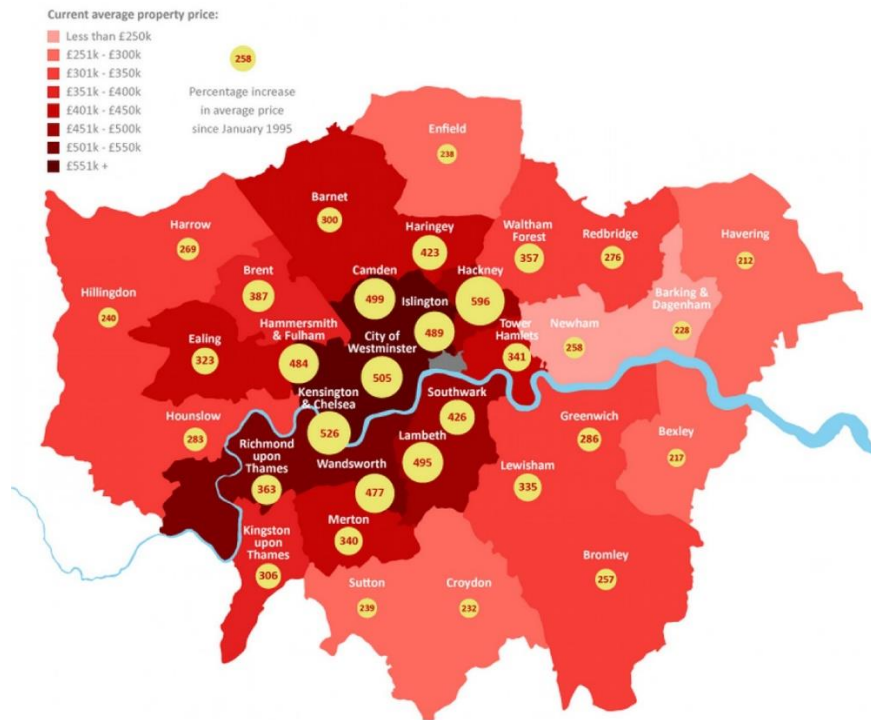 Current average property price:
Less than £250k
£251k - £300k
£301k - £350k
£351k - £400k
£401k - £450k
£451k - £500k
£501k - £550k
£551k +
258
Percentage increase
in average price
since January 1995
Enfield
238
Barnet
300
Harrow
269
Haringey
423
Waltham
Forest
357
Redbridge
276
Havering
212
Brent
387
Camden
499
Hackney
596
Islington
489
Hillingdon
240
Barking &
Dagenham
228
Ealing
323
Hammersmith
& Fulham
484
City of
Westminster
505
Tower
Hamlets
341
Newham
258
Kensington
& Chelsea
526
Southwark
426
Hounslow
283
Greenwich
286
Richmond
upon
Thames
363
Wandsworth
477
Lambeth
495
Lewisham
335
Bexley
217
Kingston
upon
Thames
306
Merton
340
Sutton
239
Croydon
232
Bromley
257